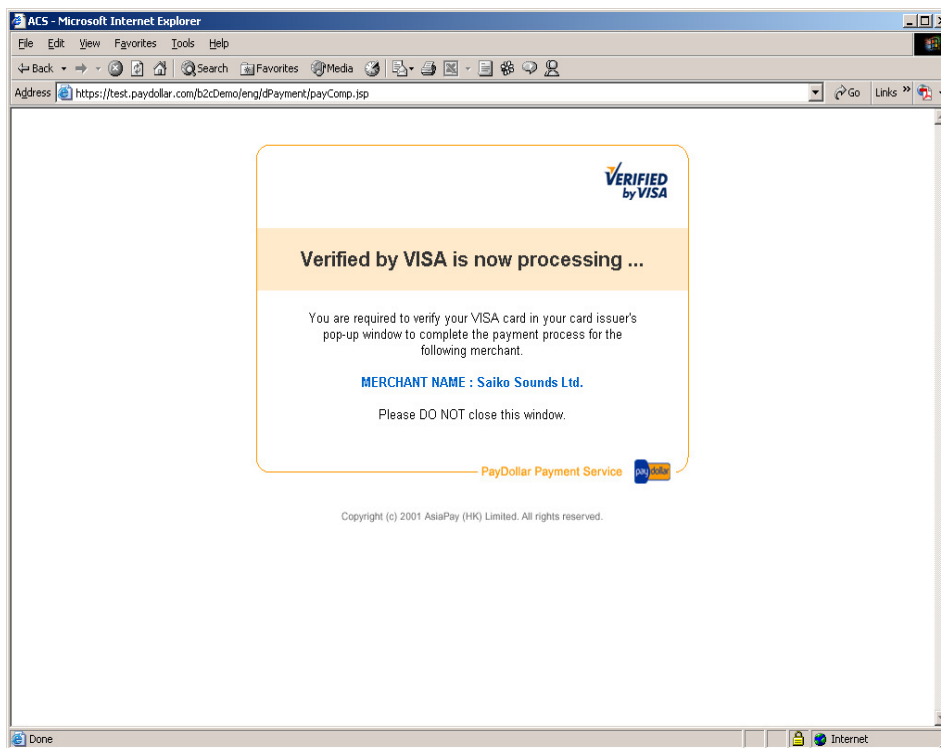 ACS - Microsoft Internet Explorer
File Edit View Favorites Tools Help
Back Search Favorites Media
Address https://test.paydollar.com/b2cDemo/eng/dPayment/payComp.jsp Go Links »
VERIFIED
by VISA
Verified by VISA is now processing ...
You are required to verify your VISA card in your card issuer's
pop-up window to complete the payment process for the
following merchant.
MERCHANT NAME : Saiko Sounds Ltd.
Please DO NOT close this window.
PayDollar Payment Service pay dollar
Copyright (c) 2001 AsiaPay (HK) Limited. All rights reserved.
Done Internet